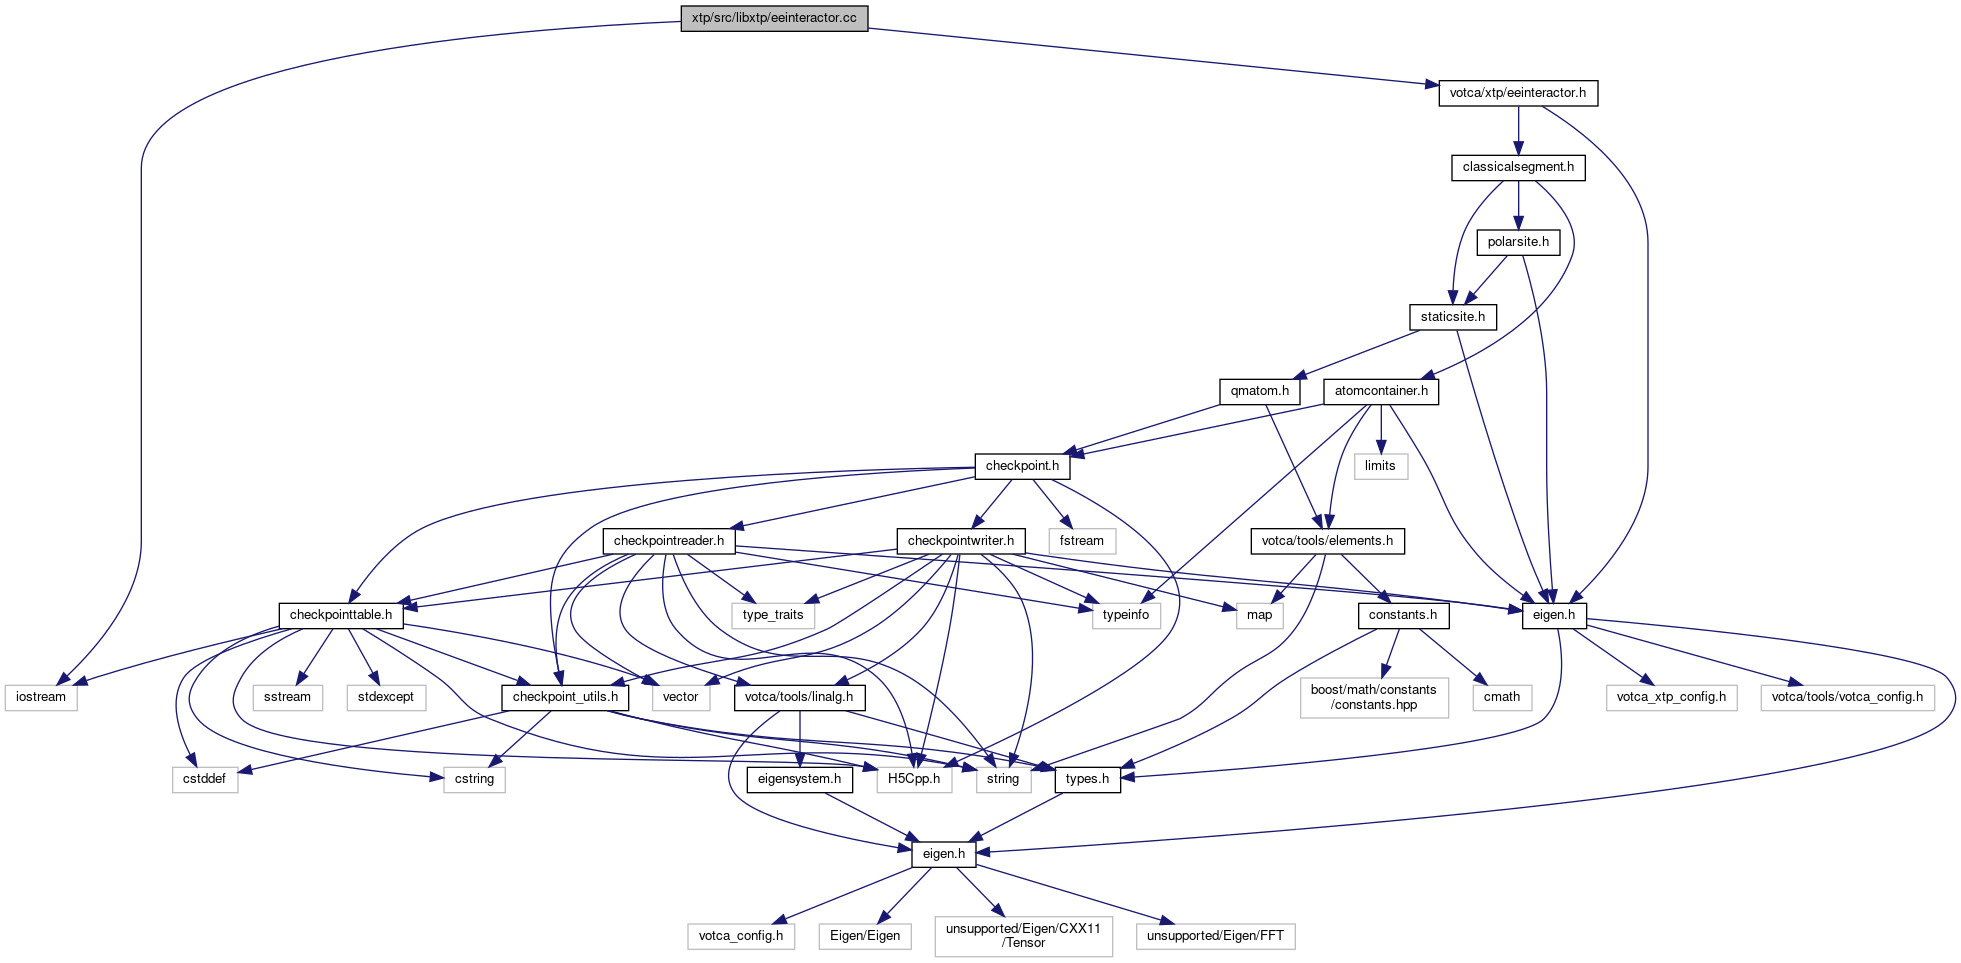 xtp/src/libxtp/eeinteractor.cc
votca/xtp/eeinteractor.h
classicalsegment.h
polarsite.h
staticsite.h
qmatom.h
atomcontainer.h
checkpoint.h
limits
checkpointreader.h
checkpointwriter.h
fstream
votca/tools/elements.h
checkpointtable.h
type_traits
typeinfo
map
constants.h
eigen.h
iostream
sstream
stdexcept
checkpoint_utils.h
vector
votca/tools/linalg.h
boost/math/constants
/constants.hpp
cmath
votca_xtp_config.h
votca/tools/votca_config.h
cstddef
cstring
eigensystem.h
H5Cpp.h
string
types.h
eigen.h
votca_config.h
Eigen/Eigen
unsupported/Eigen/CXX11
/Tensor
unsupported/Eigen/FFT